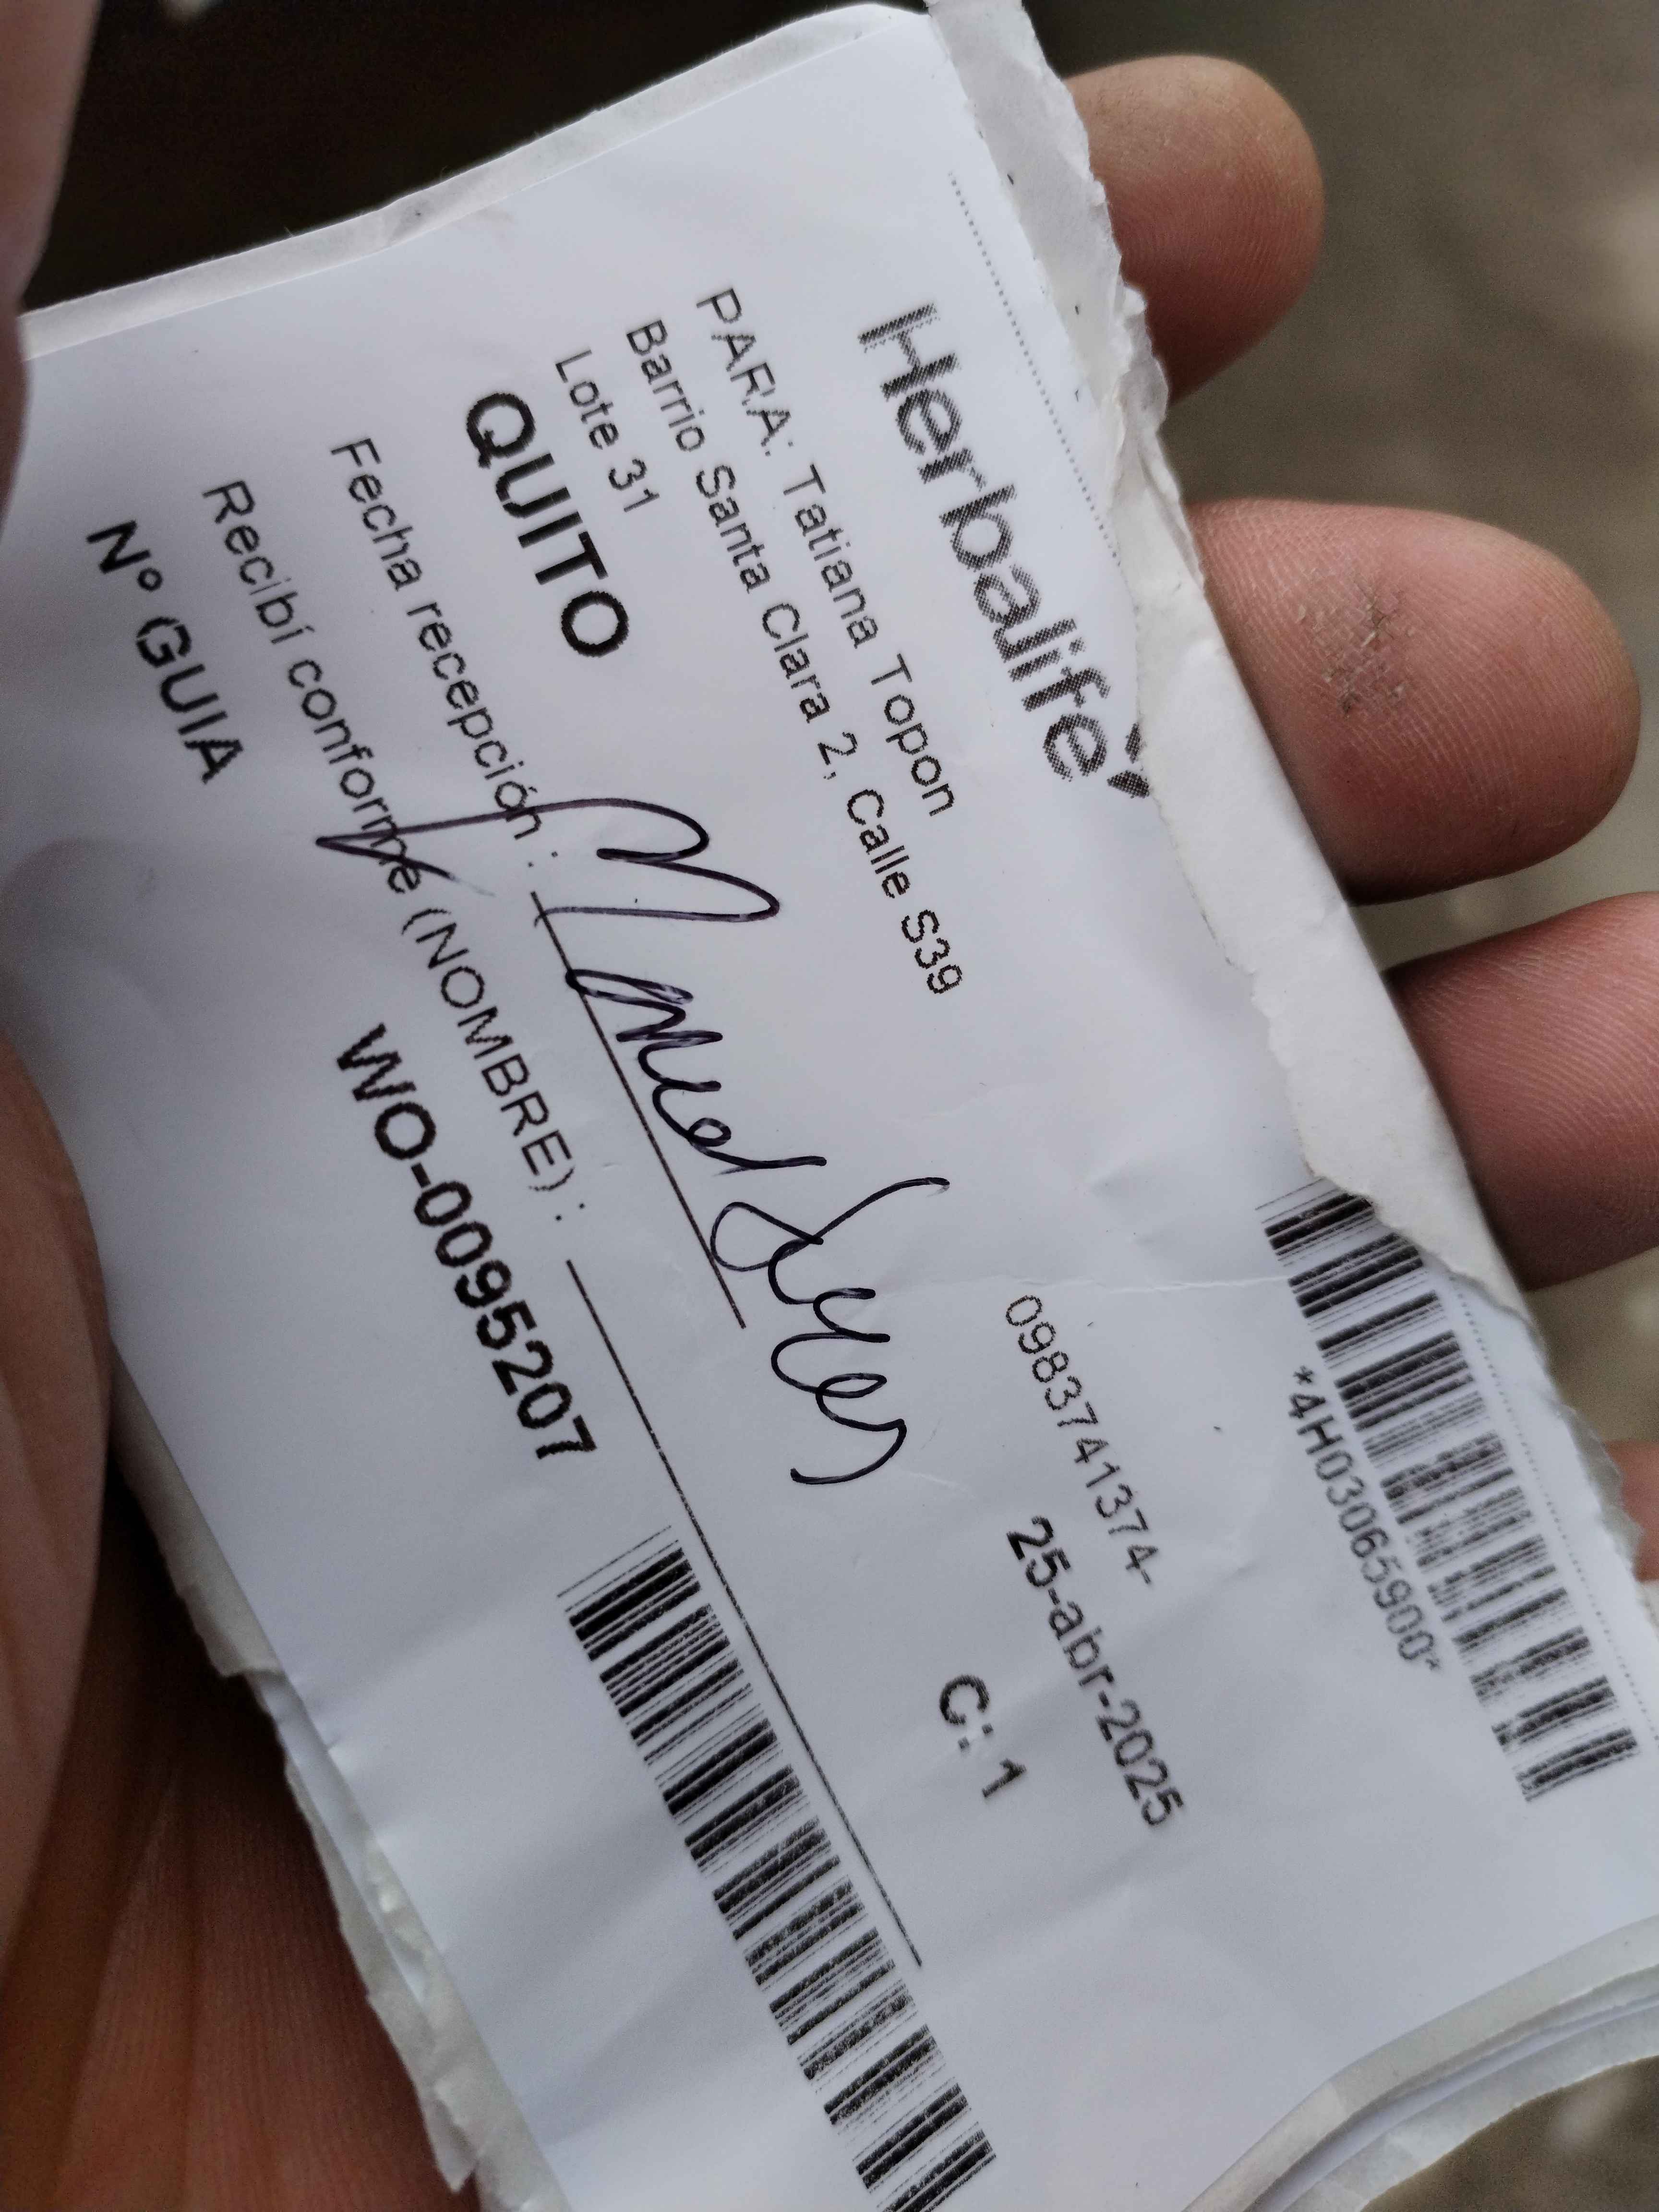 Herbalife
*4H03065900*
PARA: Tatiana Topon
0983741374-
Barrio Santa Clara 2, Calle S39
Lote 31
25-abr-2025
QUITO
C: 1
Fecha recepción :
Recibí conforme (NOMBRE) :
Nº GUIA
WO-0095207